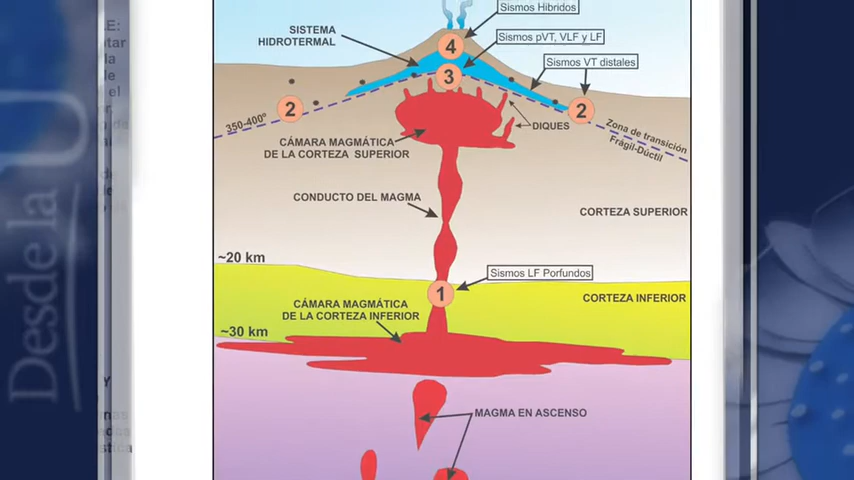 Sismos Híbridos
SISTEMA
HIDROTERMAL
Sismos pVT, VLF y LF
4
Sismos VT distales
3
2
2
350-400º
DIQUES
Zona de transición
Frágil-Dúctil
CÁMARA MAGMÁTICA
DE LA CORTEZA SUPERIOR
CONDUCTO DEL MAGMA
CORTEZA SUPERIOR
~20 km
Sismos LF Porfundos
1
CORTEZA INFERIOR
CÁMARA MAGMÁTICA
DE LA CORTEZA INFERIOR
~30 km
MAGMA EN ASCENSO
Desde la U